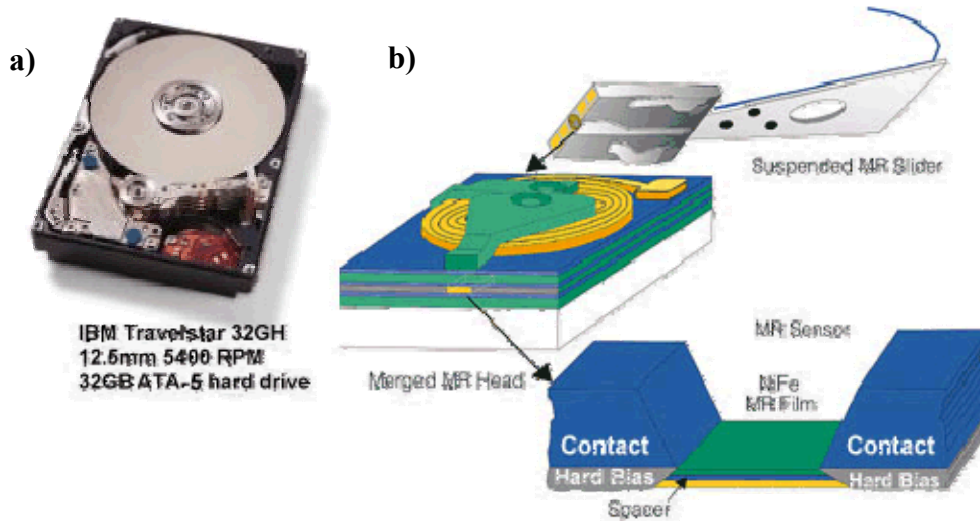 a)
b)
IBM Travelstar 32GH
12.5mm 5400 RPM
32GB ATA-5 hard drive
Suspended MR Slider
Merged MR Head
MR Sensor
NiFe
MR Film
Contact
Contact
Hard Bias
Hard Bias
Spacer